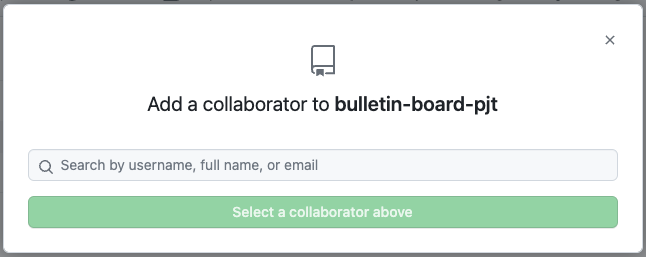 Add a collaborator to bulletin-board-pjt
Search by username, full name, or email
Select a collaborator above